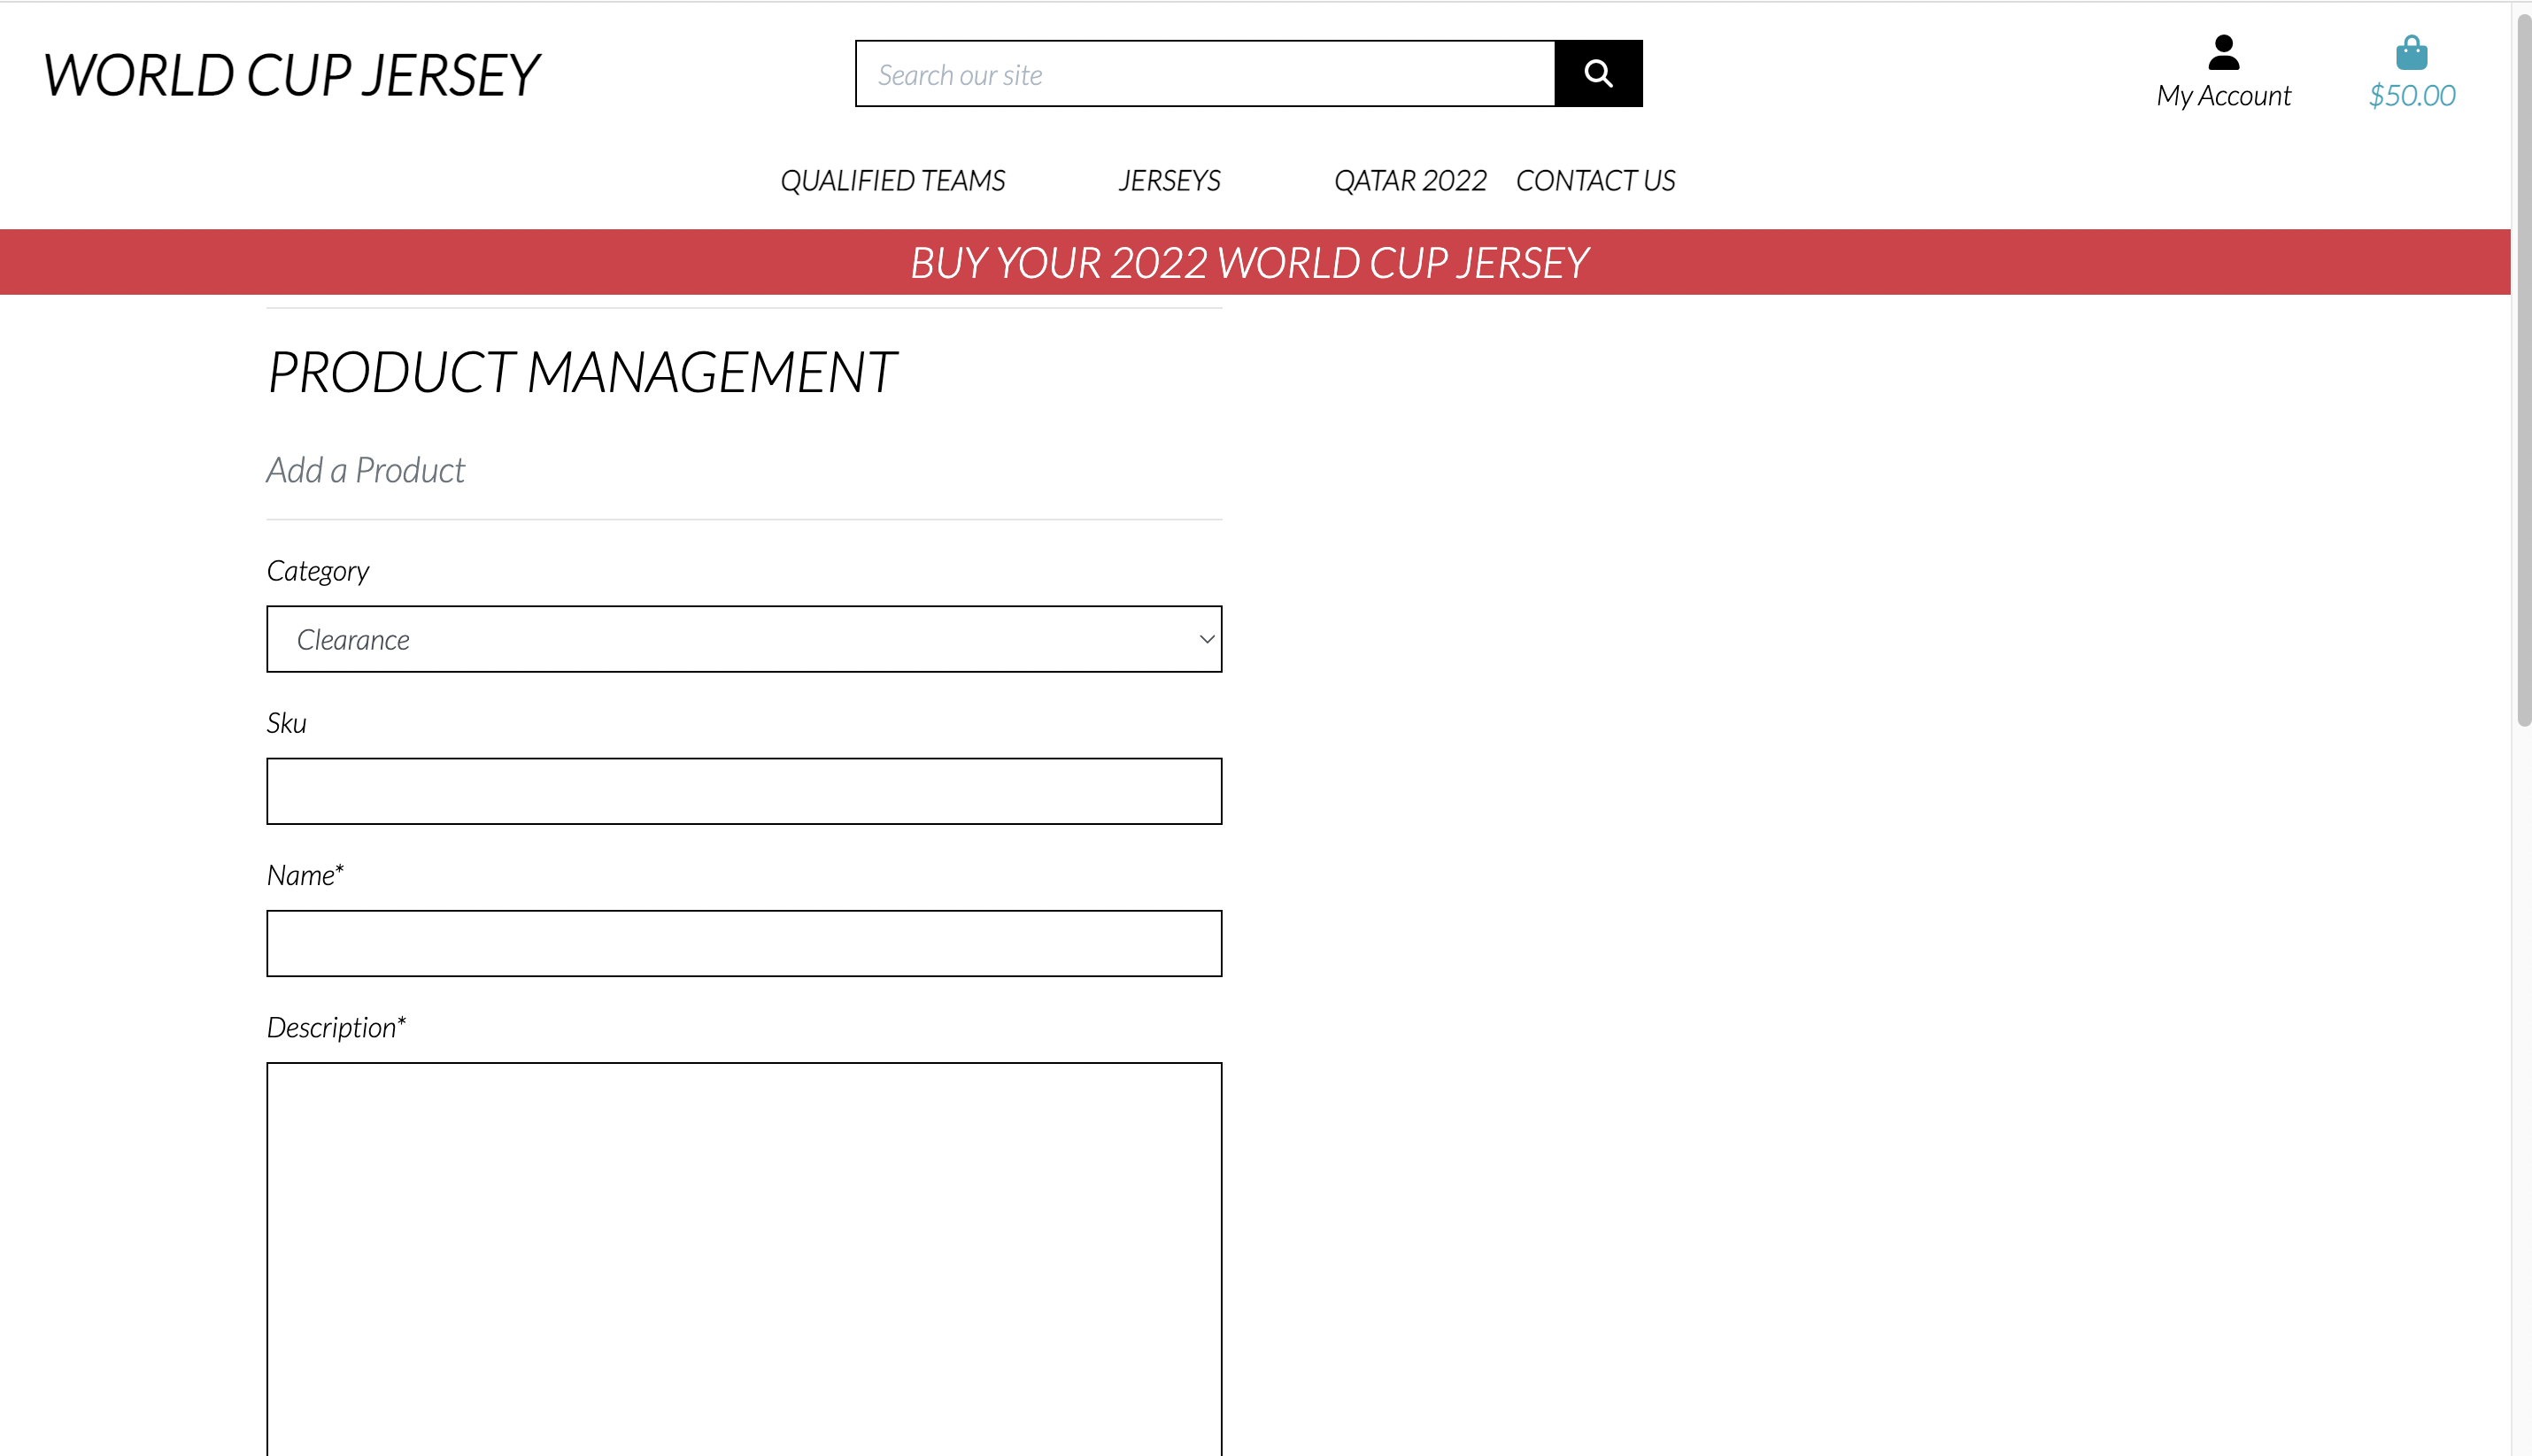 WORLD CUP JERSEY
Search our site
My Account
$50.00
QUALIFIED TEAMS JERSEYS QATAR 2022 CONTACT US
BUY YOUR 2022 WORLD CUP JERSEY
PRODUCT MANAGEMENT
Add a Product
Category
Clearance
Sku
Name*
Description*